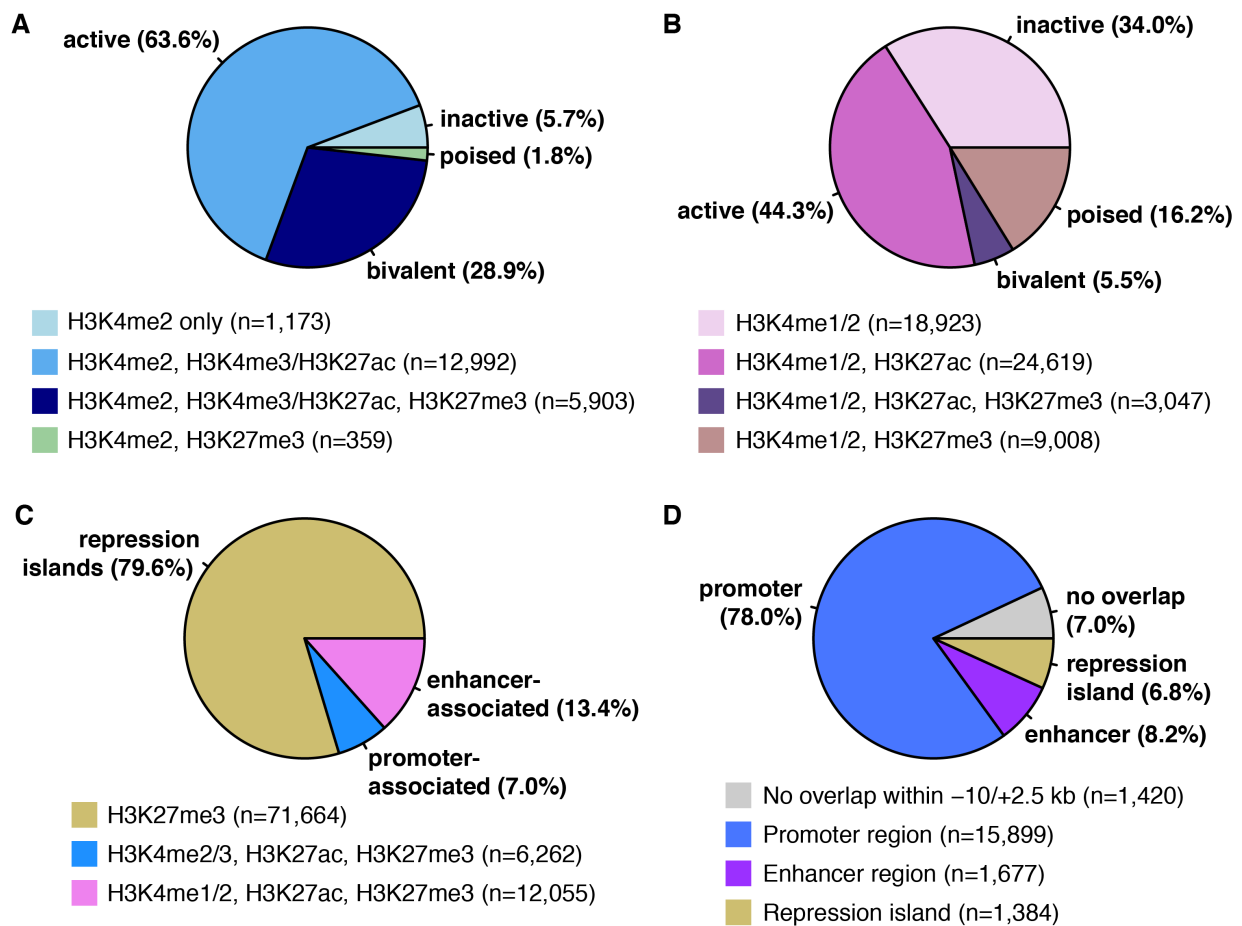 A
active (63.6%)
inactive (5.7%)
poised (1.8%)
bivalent (28.9%)
H3K4me2 only (n=1,173)
H3K4me2, H3K4me3/H3K27ac (n=12,992)
H3K4me2, H3K4me3/H3K27ac, H3K27me3 (n=5,903)
H3K4me2, H3K27me3 (n=359)
B
inactive (34.0%)
active (44.3%)
poised (16.2%)
bivalent (5.5%)
H3K4me1/2 (n=18,923)
H3K4me1/2, H3K27ac (n=24,619)
H3K4me1/2, H3K27ac, H3K27me3 (n=3,047)
H3K4me1/2, H3K27me3 (n=9,008)
C
repression
islands (79.6%)
enhancer-
associated (13.4%)
promoter-
associated (7.0%)
H3K27me3 (n=71,664)
H3K4me2/3, H3K27ac, H3K27me3 (n=6,262)
H3K4me1/2, H3K27ac, H3K27me3 (n=12,055)
D
promoter
(78.0%)
no overlap
(7.0%)
repression
island (6.8%)
enhancer (8.2%)
No overlap within −10/+2.5 kb (n=1,420)
Promoter region (n=15,899)
Enhancer region (n=1,677)
Repression island (n=1,384)